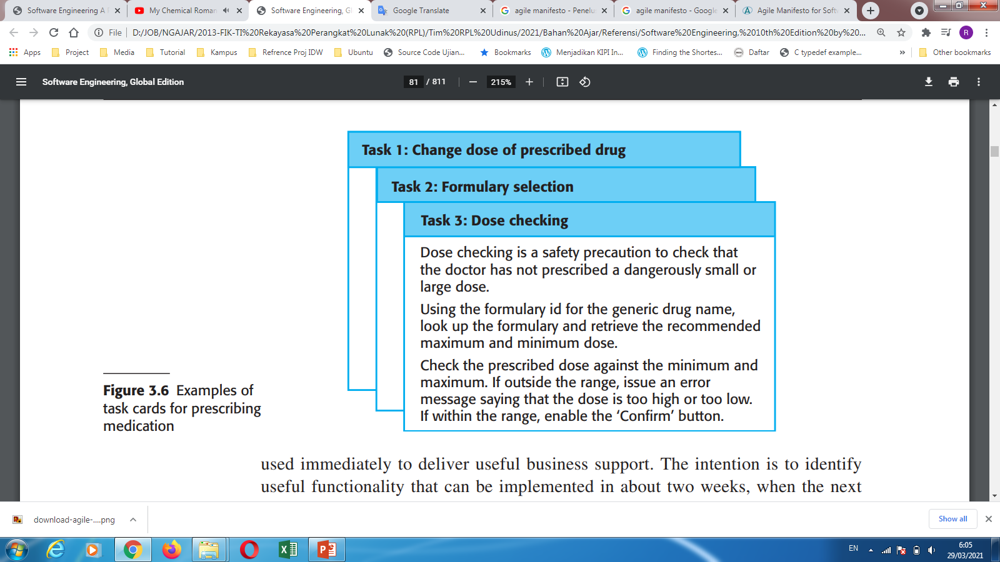 Software Engineering A P
My Chemical Roman
Software Engineering, Gl
Google Translate
agile manifesto - Penelu
agile manifesto - Google
Agile Manifesto for Soft
File
D:/JOB/NGAJAR/2013-FIK-TI%20Rekayasa%20Perangkat%20Lunak%20(RPL)/Tim%20RPL%20Udinus/2021/Bahan%20Ajar/Referensi/Software%20Engineering,%2010th%20Edition%20by%20...
R
Apps
Project
Media
Tutorial
Kampus
Refrence Proj IDW
Ubuntu
Source Code Ujian...
Bookmarks
Menjadikan KIPI In...
Finding the Shortes...
Daftar
C typedef example...
»
Other bookmarks
Software Engineering, Global Edition
81 / 811
215%
Task 1: Change dose of prescribed drug
Task 2: Formulary selection
Task 3: Dose checking
Dose checking is a safety precaution to check that
the doctor has not prescribed a dangerously small or
large dose.
Using the formulary id for the generic drug name,
look up the formulary and retrieve the recommended
maximum and minimum dose.
Check the prescribed dose against the minimum and
maximum. If outside the range, issue an error
message saying that the dose is too high or too low.
If within the range, enable the ‘Confirm’ button.
Figure 3.6 Examples of
task cards for prescribing
medication
used immediately to deliver useful business support. The intention is to identify
useful functionality that can be implemented in about two weeks, when the next
download-agile-....png
Show all
EN
6:05
29/03/2021